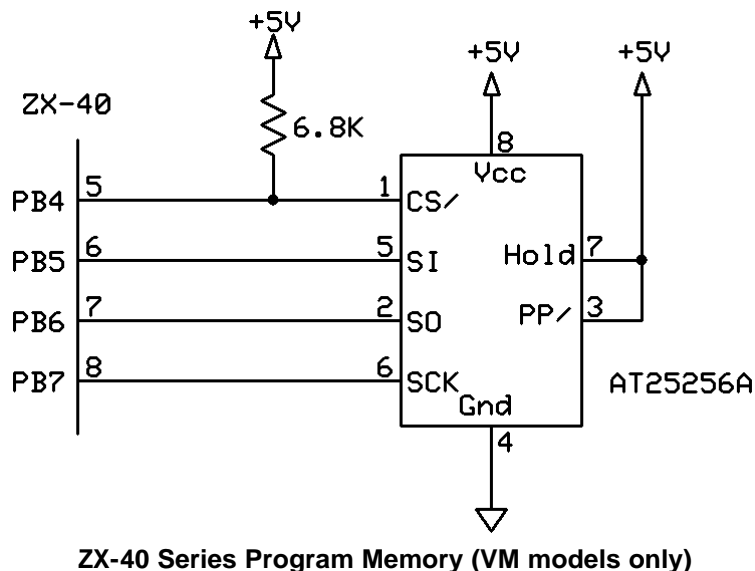 +5V
+5V
+5V
ZX-40
6.8K
8
Vcc
PB4 5 1 CS/
PB5 6 5 SI Hold 7
PB6 7 2 SO PP/ 3
PB7 8 6 SCK
Gnd
AT25256A
4
ZX-40 Series Program Memory (VM models only)